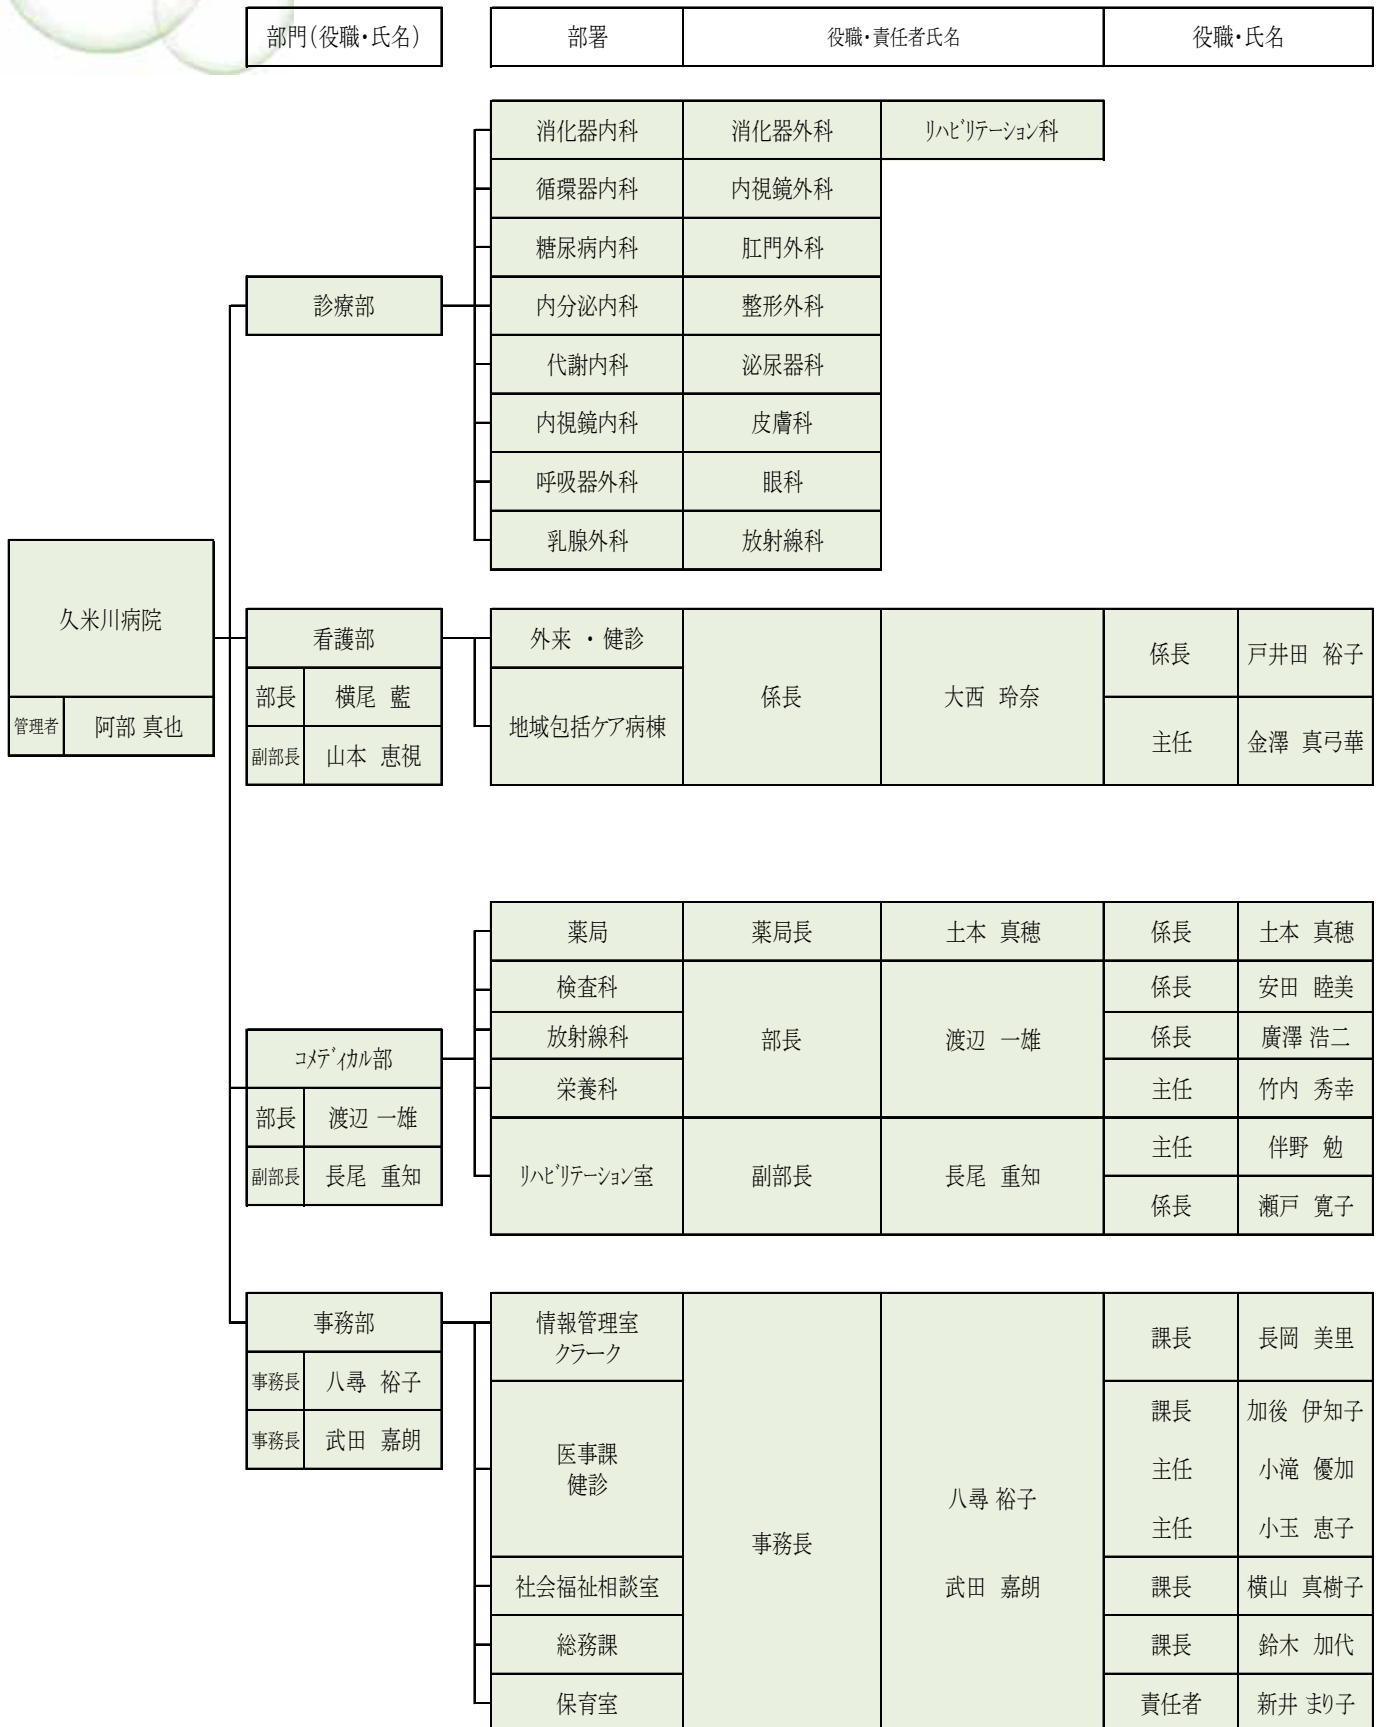 部門(役職・氏名)
部署
役職・責任者氏名
役職・氏名
消化器内科 消化器外科 リハビリテーション科
循環器内科 内視鏡外科
糖尿病内科 肛門外科
診療部
内分泌内科 整形外科
代謝内科 泌尿器科
内視鏡内科 皮膚科
呼吸器外科 眼科
乳腺外科 放射線科
久米川病院
管理者 阿部 真也
看護部
部長 横尾 藍
副部長 山本 恵視
外来 ・ 健診
地域包括ケア病棟
係長 大西 玲奈
係長 戸井田 裕子
主任 金澤 真弓華
コメディカル部
部長 渡辺 一雄
副部長 長尾 重知
薬局 薬局長 土本 真穂 係長 土本 真穂
検査科
放射線科
栄養科
部長 渡辺 一雄
係長 安田 睦美
係長 廣澤 浩二
主任 竹内 秀幸
リハビリテーション室 副部長 長尾 重知
主任 伴野 勉
係長 瀬戸 寛子
事務部
事務長 八尋 裕子
事務長 武田 嘉朗
情報管理室
クラーク
医事課
健診
社会福祉相談室
総務課
保育室
事務長
八尋 裕子
武田 嘉朗
課長 長岡 美里
課長 加後 伊知子
主任 小滝 優加
主任 小玉 恵子
課長 横山 真樹子
課長 鈴木 加代
責任者 新井 まり子